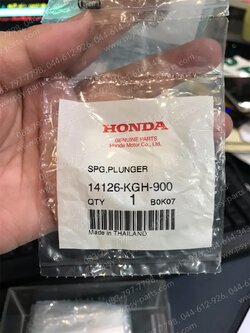 HONDA
GENUINE PARTS
Honda Motor Co., Ltd.
SPG,PLUNGER
14126-KGH-900
QTY 1 B0K07
Made in THAILAND